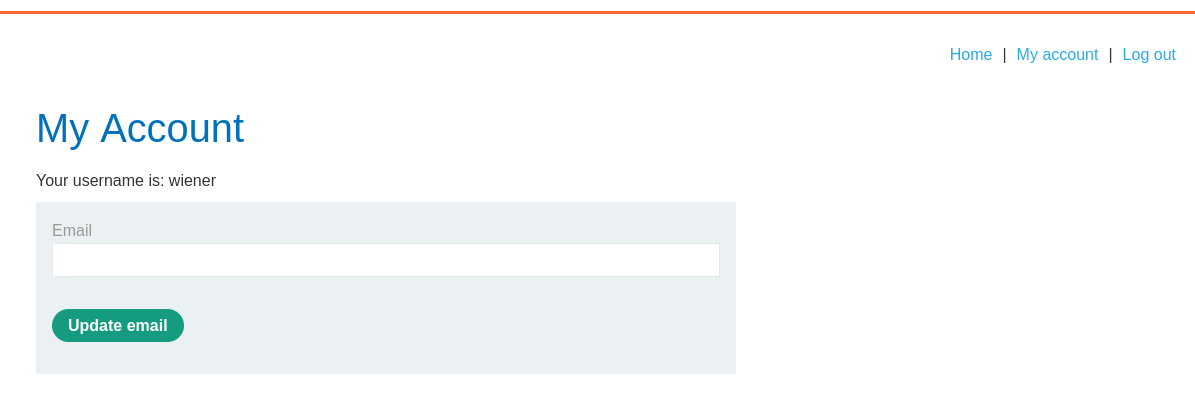 Home | My account | Log out
My Account
Your username is: wiener
Email
Update email